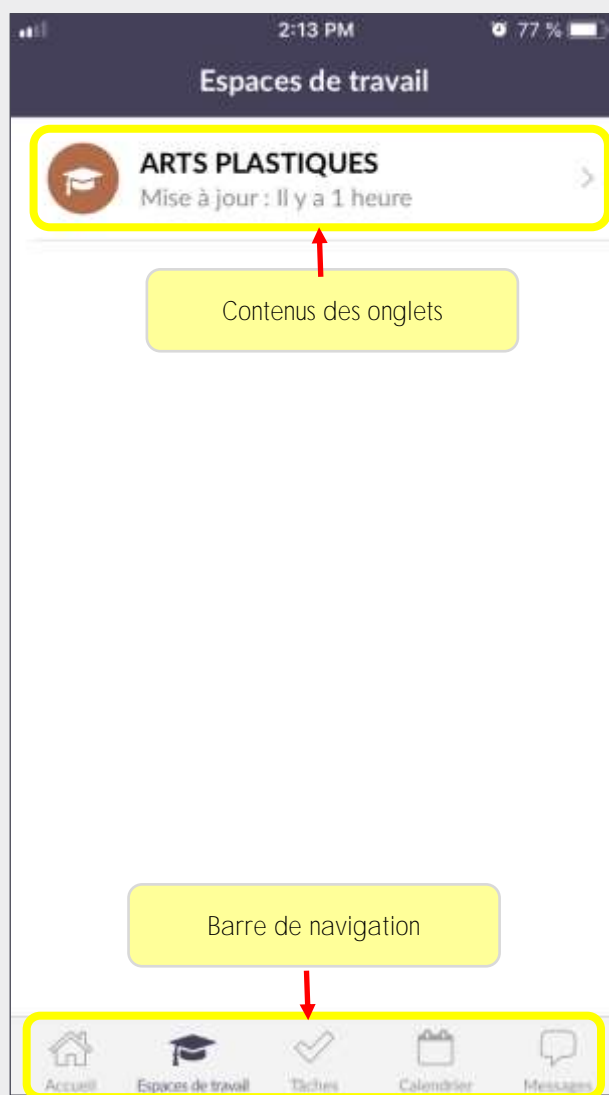 2:13 PM 77 %
Espaces de travail
ARTS PLASTIQUES
Mise à jour : Il y a 1 heure
Contenus des onglets
Barre de navigation
Accueil Espaces de travail Tâches Calendrier Messages